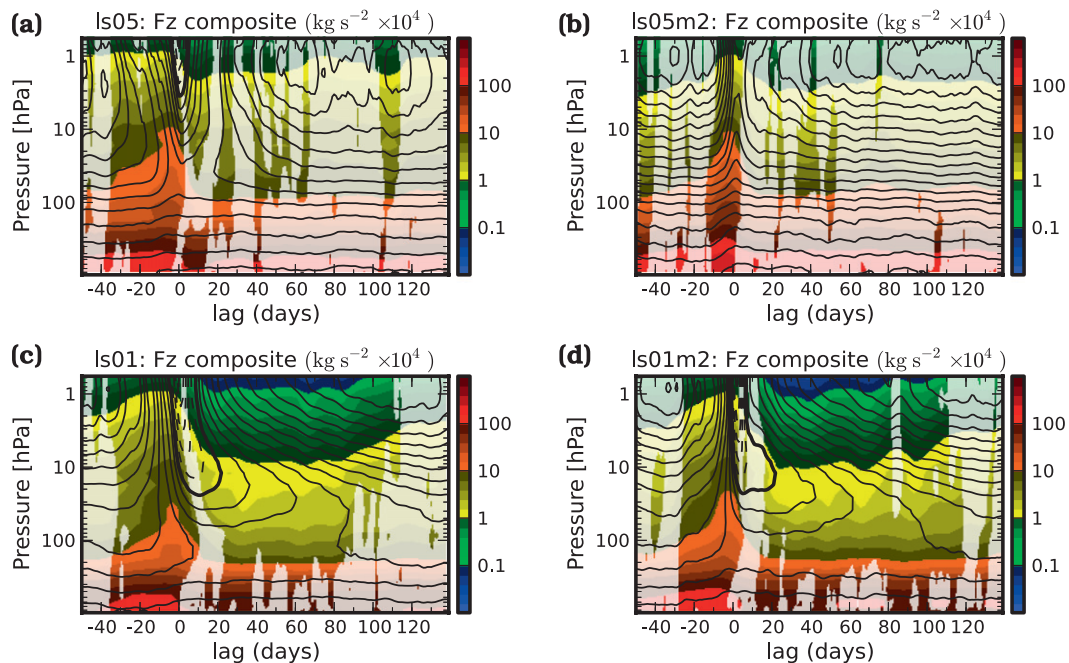 (a) ls05: Fz composite (kg s⁻² ×10⁴)
1
10
100
Pressure [hPa]
-40 -20 0 20 40 60 80 100 120
lag (days)
100
10
1
0.1
(b) ls05m2: Fz composite (kg s⁻² ×10⁴)
1
10
100
Pressure [hPa]
-40 -20 0 20 40 60 80 100 120
lag (days)
100
10
1
0.1
(c) ls01: Fz composite (kg s⁻² ×10⁴)
1
10
100
Pressure [hPa]
-40 -20 0 20 40 60 80 100 120
lag (days)
100
10
1
0.1
(d) ls01m2: Fz composite (kg s⁻² ×10⁴)
1
10
100
Pressure [hPa]
-40 -20 0 20 40 60 80 100 120
lag (days)
100
10
1
0.1